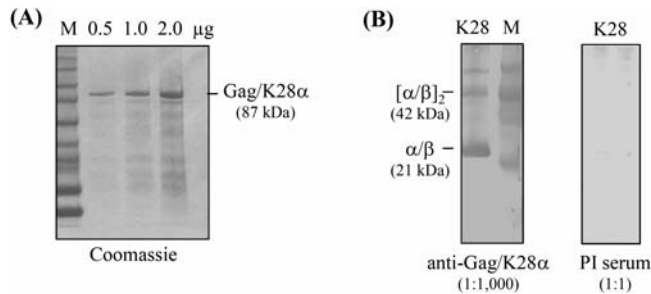 (A)
M 0.5 1.0 2.0 µg
Gag/K28α
(87 kDa)
Coomassie
(B)
K28 M
[α/β]2
(42 kDa)
α/β
(21 kDa)
anti-Gag/K28α
(1:1,000)
K28
PI serum
(1:1)